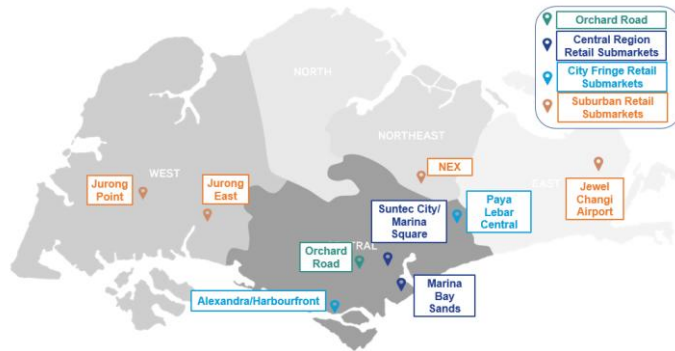 Orchard Road
Central Region
Retail Submarkets
City Fringe Retail
Submarkets
Suburban Retail
Submarkets
NORTH
NORTHEAST
WEST
NEX
Jurong
Point
Jurong
East
Jewel
Changi
Airport
Paya
Lebar
Central
Suntec City/
Marina
Square
Orchard
Road
Marina
Bay
Sands
Alexandra/Harbourfront